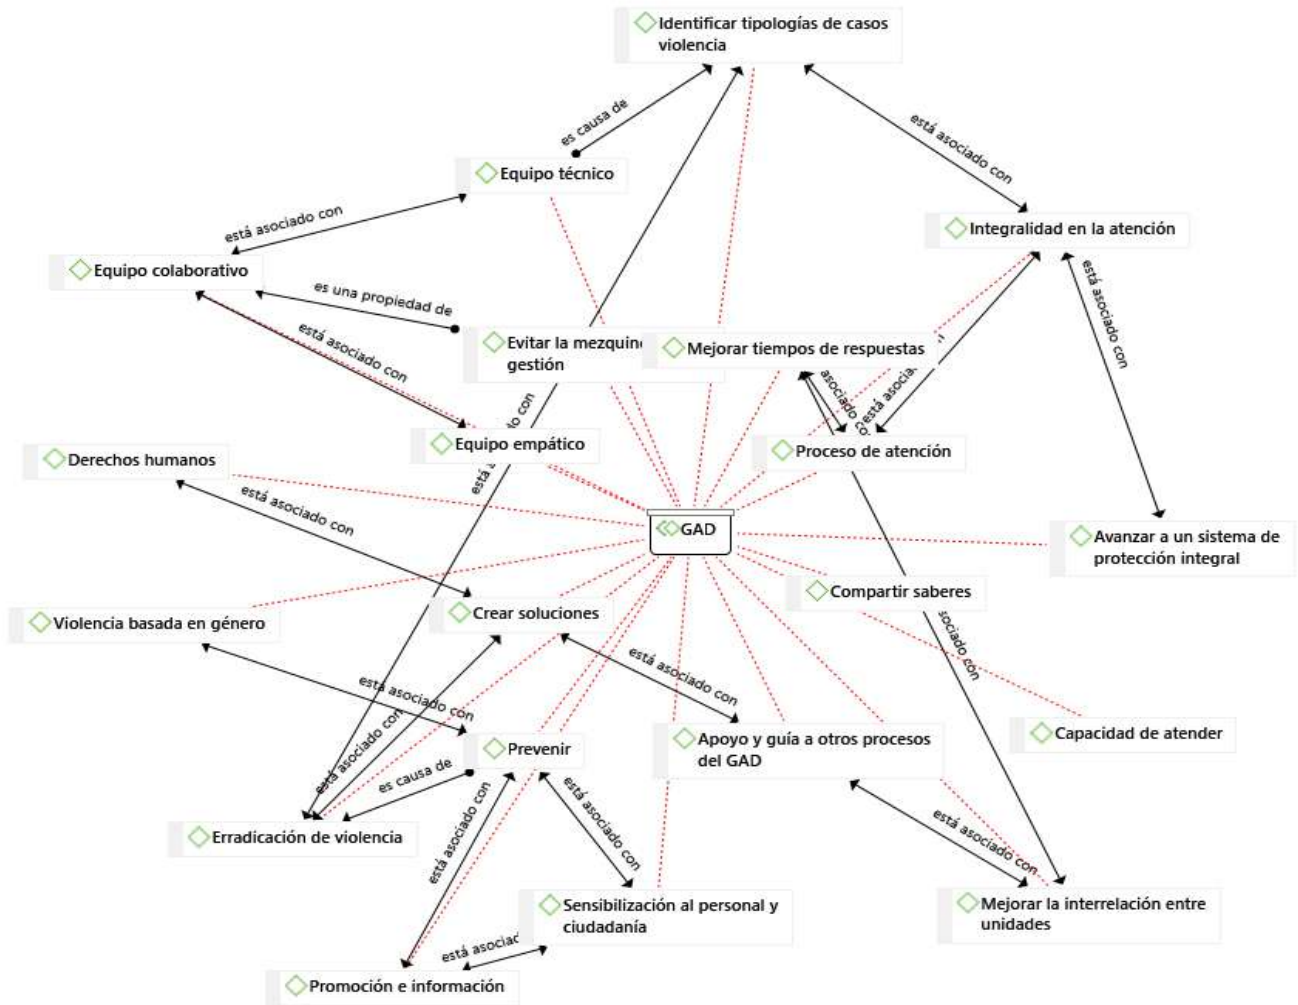 Identificar tipologías de casos
violencia
es causa de
está asociado con
Equipo técnico
está asociado con
Integralidad en la atención
Equipo colaborativo
es una propiedad de
está asociado con
está asociado con
Evitar la
gestión
Mejorar tiempos de respuestas
con
Equipo empático
Proceso de atención
Derechos humanos
está asociado con
GAD
Avanzar a un sistema de
protección integral
Compartir saberes
Violencia basada en género
Crear soluciones
con
está asociado con
está asociado con
está asociado con
Prevenir
Apoyo y guía a otros procesos
del GAD
Capacidad de atender
es causa de
está asociado con
está asociado con
está asociado con
Erradicación de violencia
Sensibilización al personal y
ciudadanía
Mejorar la interrelación entre
unidades
está
Promoción e información